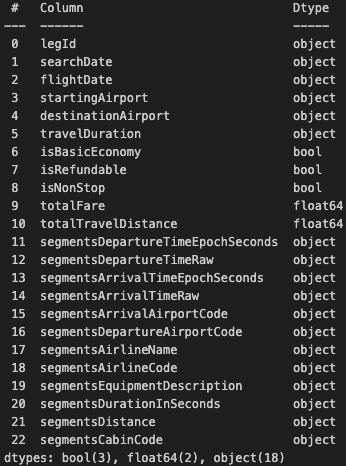 #   Column                            Dtype
---  ------                            -----
0   legId                             object
1   searchDate                        object
2   flightDate                        object
3   startingAirport                   object
4   destinationAirport                object
5   travelDuration                    object
6   isBasicEconomy                    bool
7   isRefundable                      bool
8   isNonStop                         bool
9   totalFare                         float64
10  totalTravelDistance               float64
11  segmentsDepartureTimeEpochSeconds object
12  segmentsDepartureTimeRaw          object
13  segmentsArrivalTimeEpochSeconds   object
14  segmentsArrivalTimeRaw            object
15  segmentsArrivalAirportCode        object
16  segmentsDepartureAirportCode      object
17  segmentsAirlineName               object
18  segmentsAirlineCode               object
19  segmentsEquipmentDescription      object
20  segmentsDurationInSeconds         object
21  segmentsDistance                  object
22  segmentsCabinCode                 object
dtypes: bool(3), float64(2), object(18)